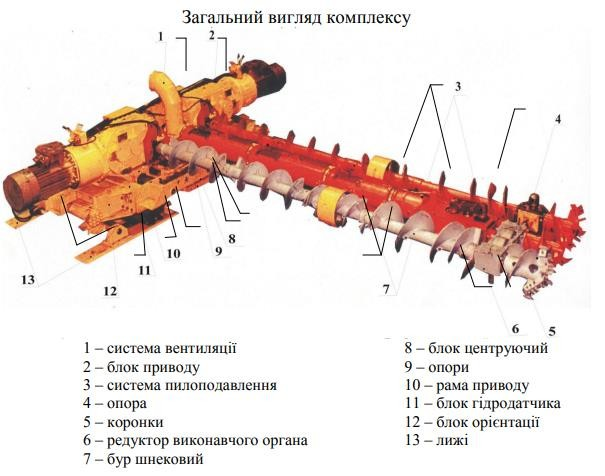 Загальний вигляд комплексу
1 2 3 4
13 12 11 10 9 8 7 6 5
1 – система вентиляції
2 – блок приводу
3 – система пилоподавлення
4 – опора
5 – коронки
6 – редуктор виконавчого органа
7 – бур шнековий
8 – блок центруючий
9 – опори
10 – рама приводу
11 – блок гідродатчика
12 – блок орієнтації
13 – лижі